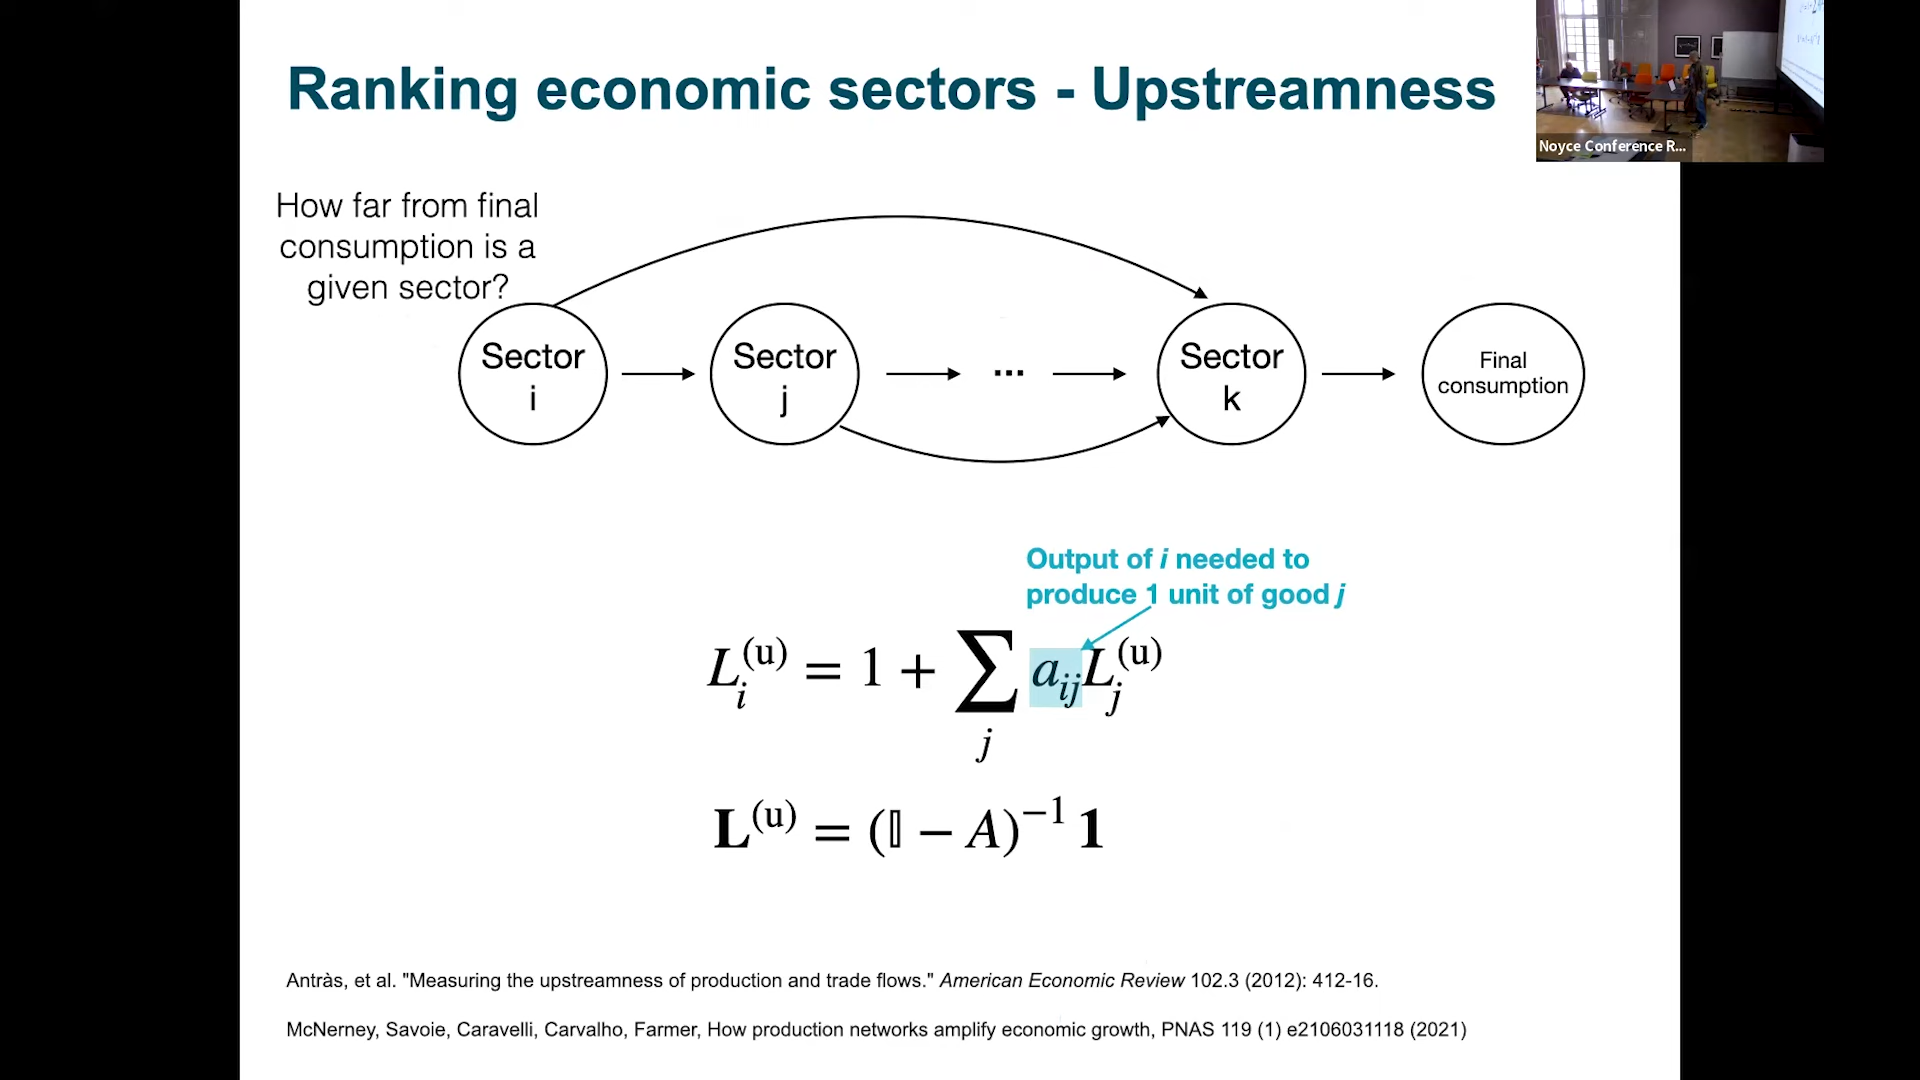 Ranking economic sectors - Upstreamness
Noyce Conference R...
How far from final
consumption is a
given sector?
Sector
i
Sector
j
...
Sector
k
Final
consumption
Output of i needed to
produce 1 unit of good j
L_i^(u) = 1 + ∑_j a_ij L_j^(u)
L^(u) = (𝕀 − A)^−1 1
Antràs, et al. "Measuring the upstreamness of production and trade flows." American Economic Review 102.3 (2012): 412-16.
McNerney, Savoie, Caravelli, Carvalho, Farmer, How production networks amplify economic growth, PNAS 119 (1) e2106031118 (2021)